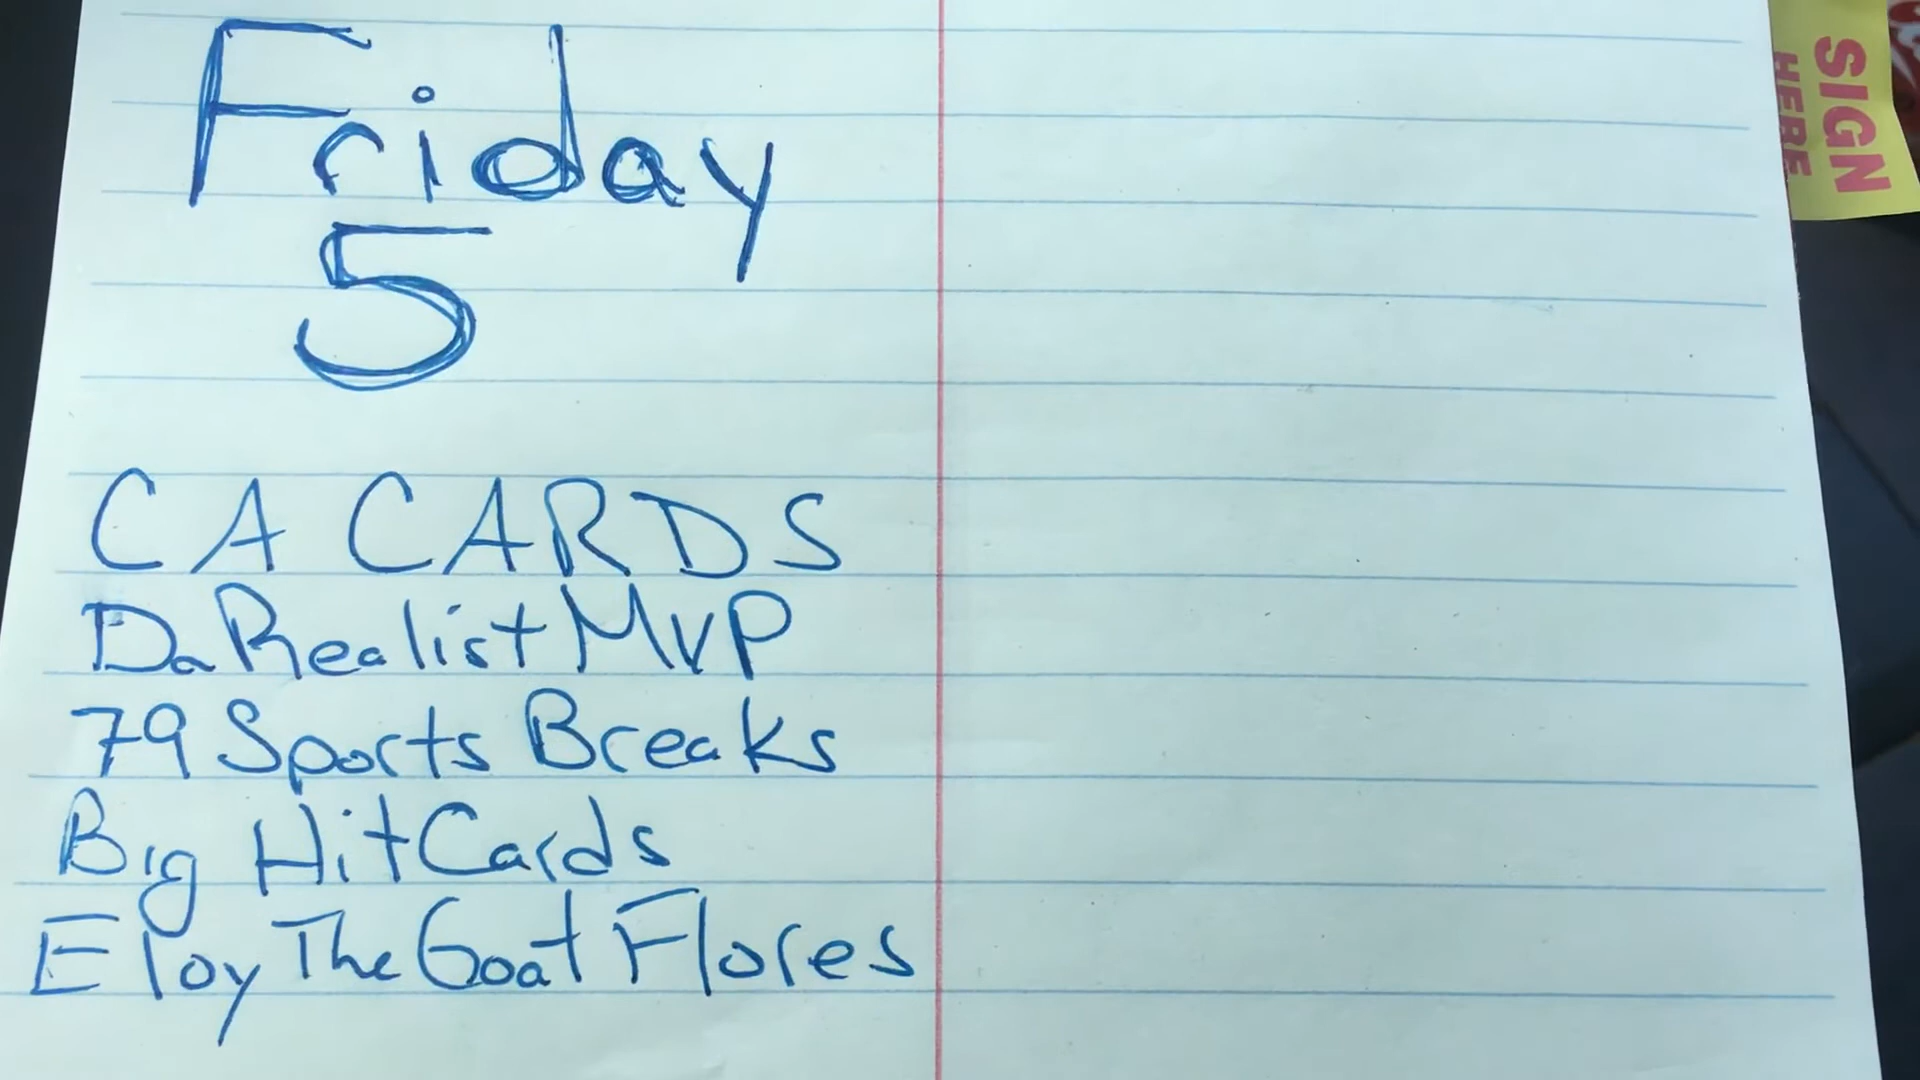 Friday
5
CA CARDS
DaRealistMVP
79 Sports Breaks
Big HitCards
Eloy The Goat Flores
SIGN
HERE